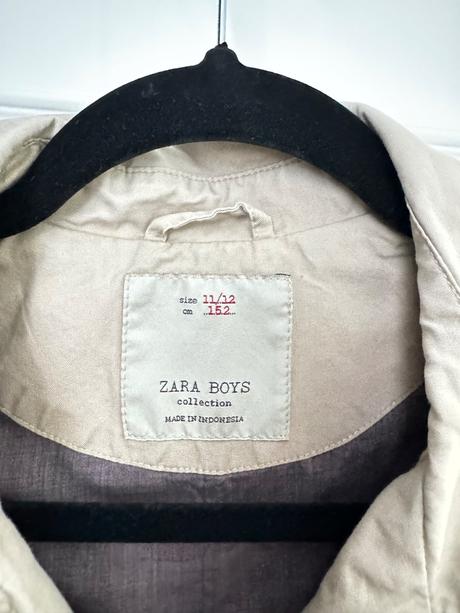 size 11/12
cm 152
ZARA BOYS
collection
MADE IN INDONESIA